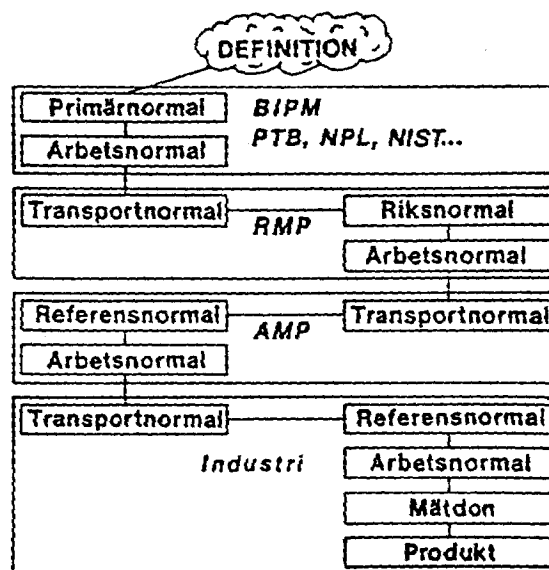 DEFINITION
Primärnormal BIPM
Arbetsnormal PTB, NPL, NIST...
Transportnormal RMP Riksnormal
Arbetsnormal
Referensnormal AMP Transportnormal
Arbetsnormal
Transportnormal Referensnormal
Industri Arbetsnormal
Mätdon
Produkt